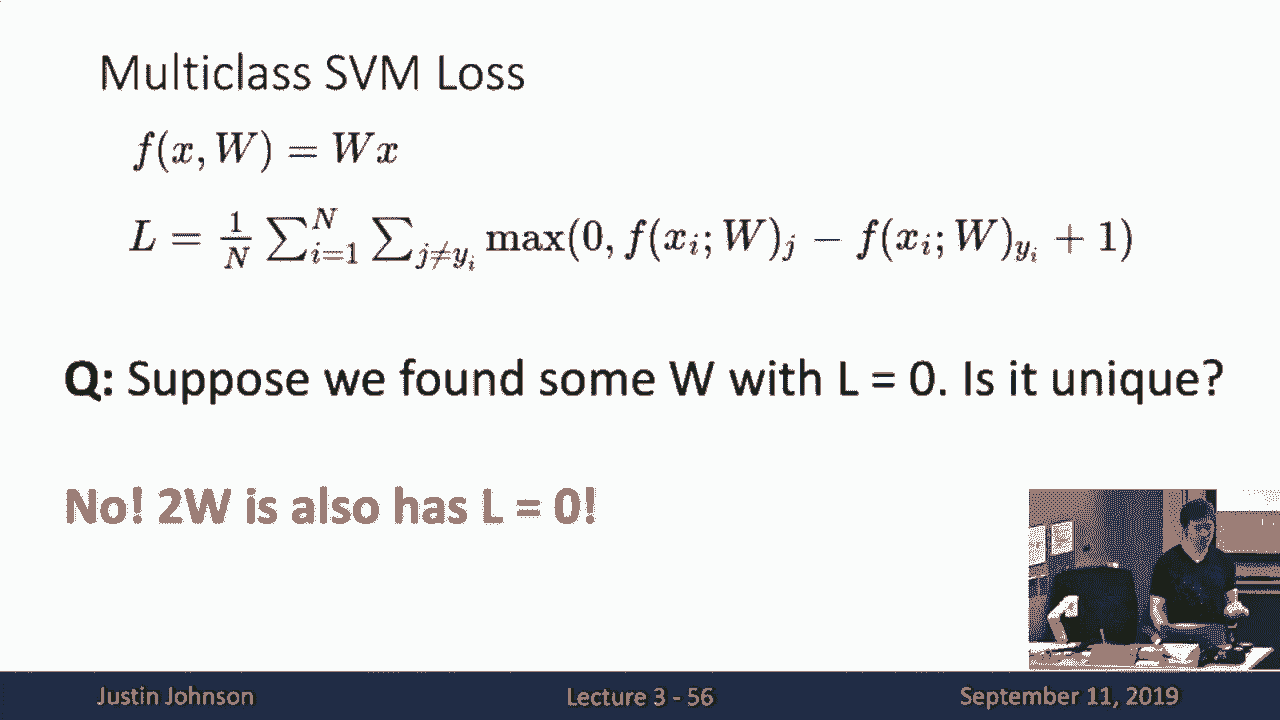 Multiclass SVM Loss
f(x, W) = Wx
L = \frac{1}{N} \sum_{i=1}^{N} \sum_{j \neq y_i} \max(0, f(x_i; W)_j - f(x_i; W)_{y_i} + 1)
Q: Suppose we found some W with L = 0. Is it unique?
No! 2W is also has L = 0!
Justin Johnson
Lecture 3 - 56
September 11, 2019